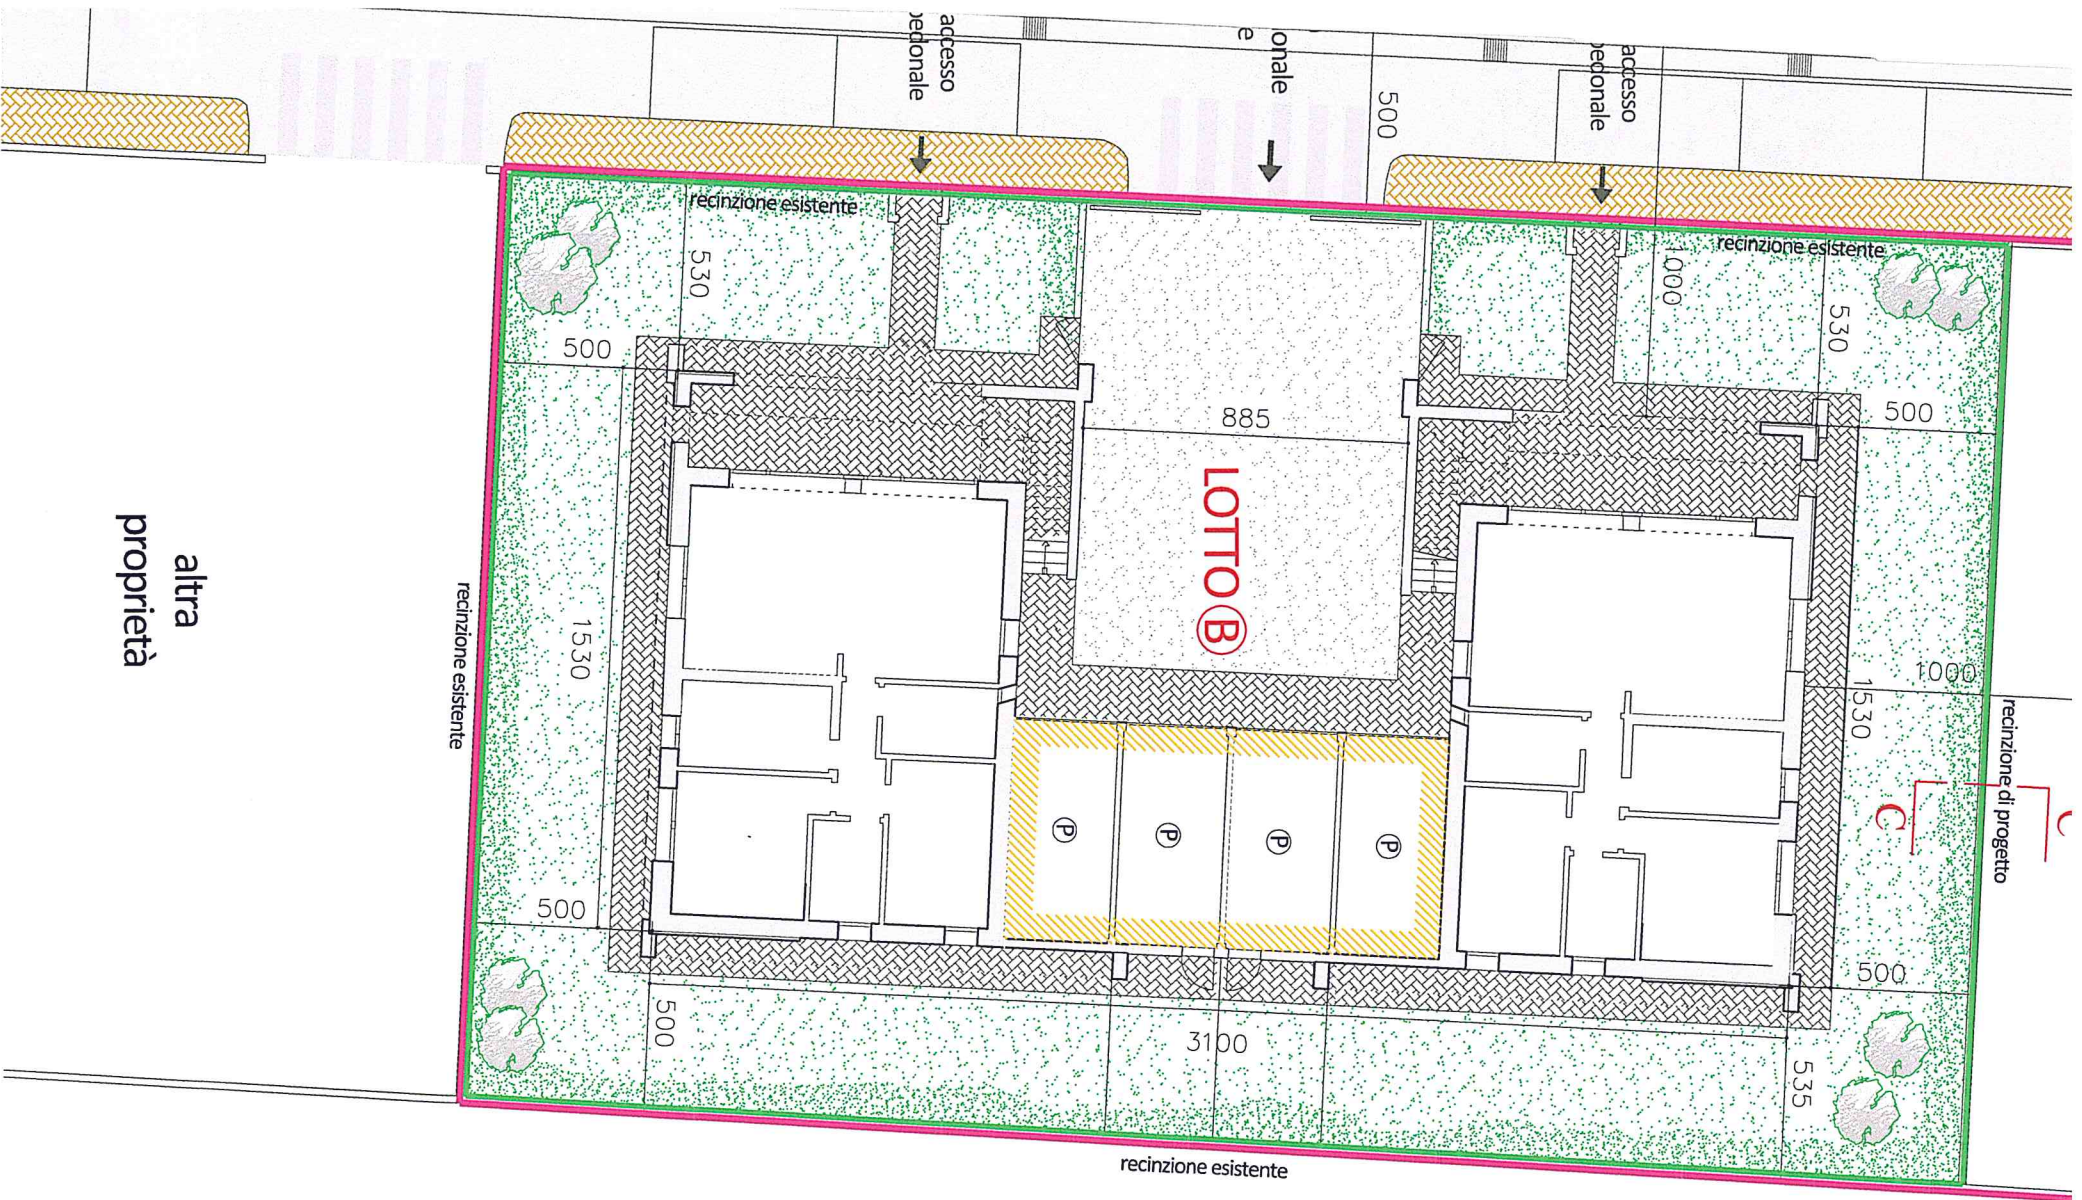 accesso
pedonale
onale
e
500
accesso
pedonale
recinzione esistente
recinzione esistente
530
1000
530
500
500
885
LOTTO B
altra
proprietà
recinzione esistente
1530
1000
1530
recinzione di progetto
C
C
P
P
P
P
500
500
500
3100
535
recinzione esistente